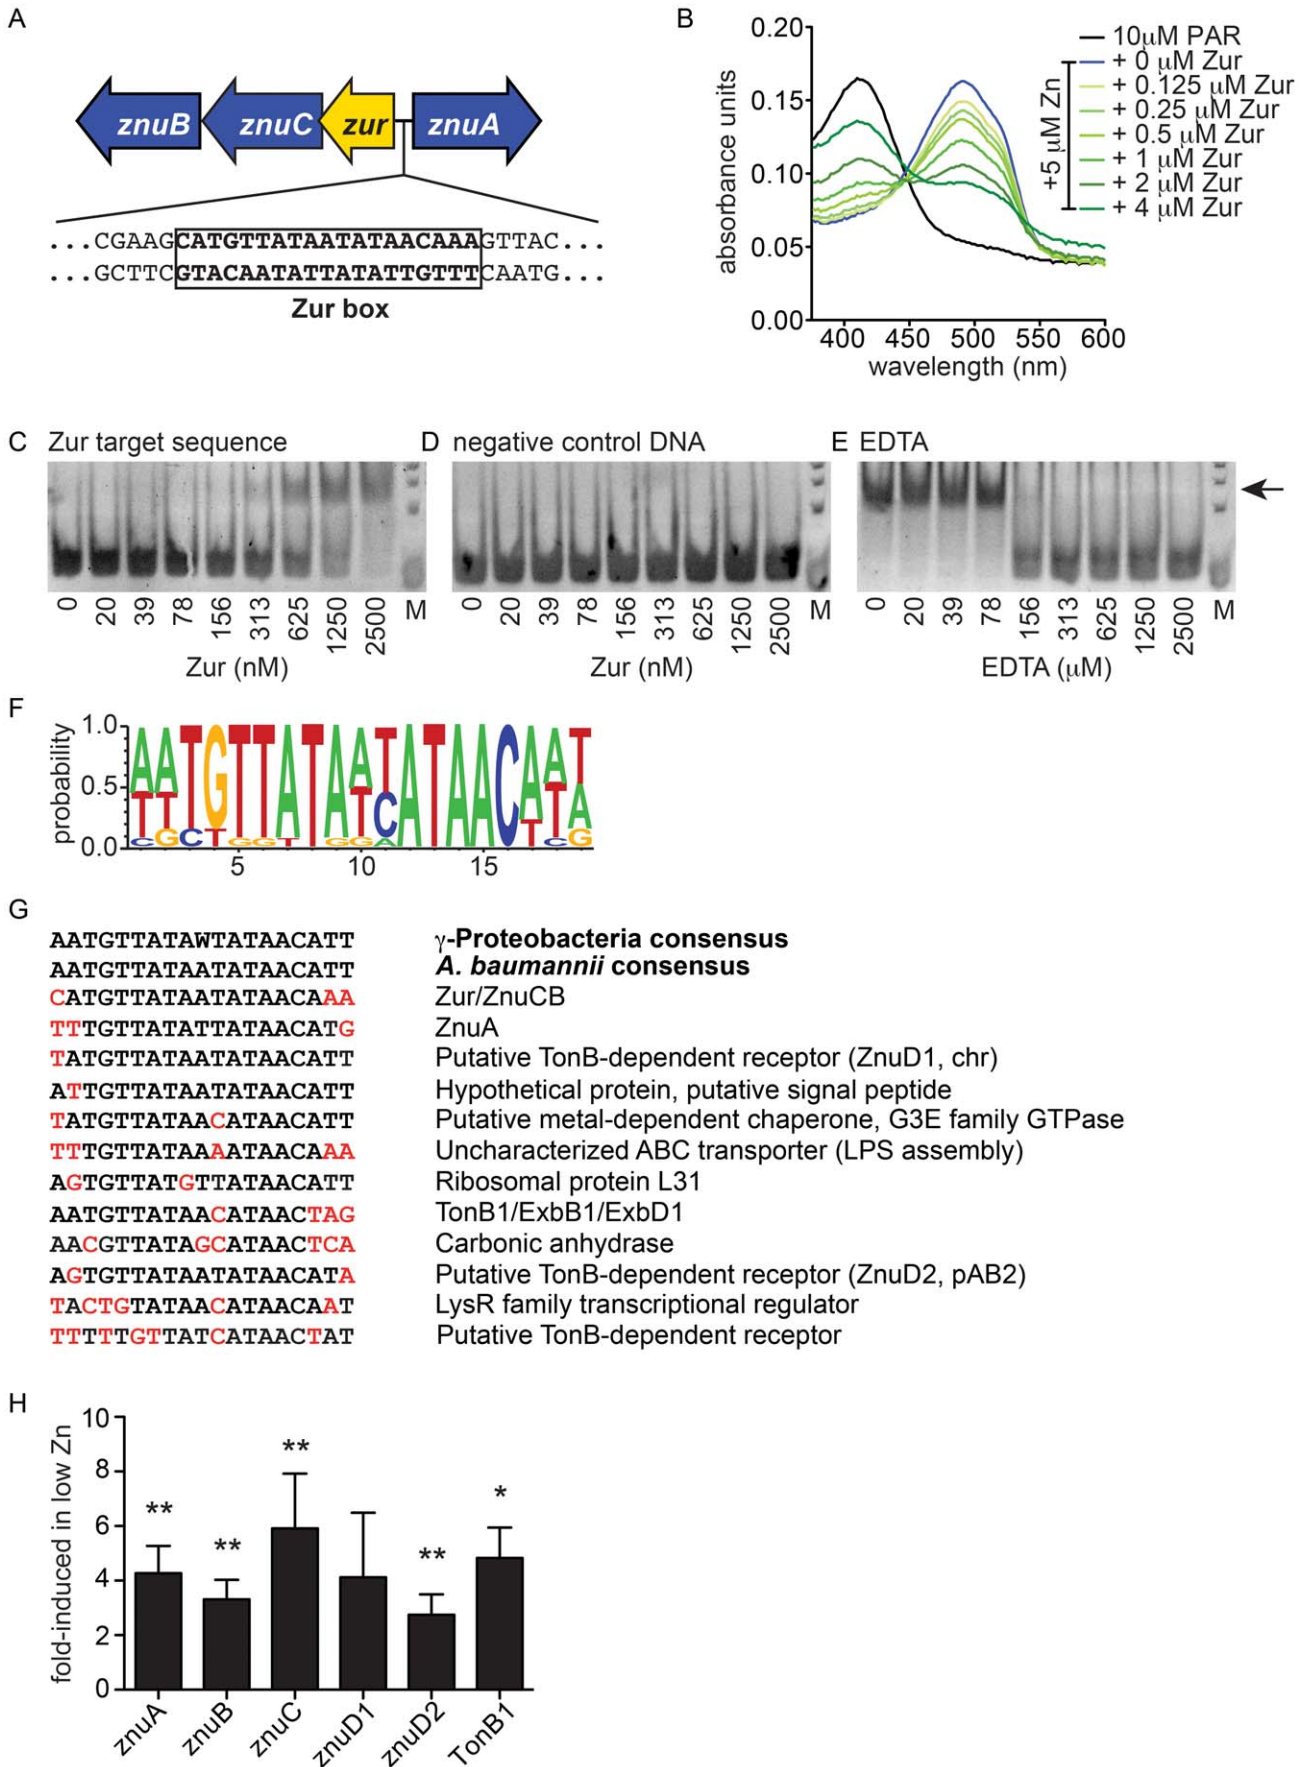 A
znuB
znuC
zur
znuA
...CGAAGCATGTTATAATATAACAAAGTTAC...
...GCTTCGTACAATATTATATTGTTTCAATG...
Zur box
B
absorbance units
0.20
0.15
0.10
0.05
0.00
400 450 500 550 600
wavelength (nm)
10μM PAR
+ 0 μM Zur
+ 0.125 μM Zur
+ 0.25 μM Zur
+ 0.5 μM Zur
+ 1 μM Zur
+ 2 μM Zur
+ 4 μM Zur
+5 μM Zn
C Zur target sequence
0 20 39 78 156 313 625 1250 2500 M
Zur (nM)
D negative control DNA
0 20 39 78 156 313 625 1250 2500 M
Zur (nM)
E EDTA
0 20 39 78 156 313 625 1250 2500 M
EDTA (μM)
F
probability
1.0
0.5
0.0
5 10 15
G
AATGTTATAWTATAACATT γ-Proteobacteria consensus
AATGTTATAATATAACATT A. baumannii consensus
CATGTTATAATATAACAAA Zur/ZnuCB
TTTGTTATATTATAACATG ZnuA
TATGTTATAATATAACATT Putative TonB-dependent receptor (ZnuD1, chr)
ATTGTTATAATATAACATT Hypothetical protein, putative signal peptide
TATGTTATAACATAACATT Putative metal-dependent chaperone, G3E family GTPase
TTTGTTATAAAATAACAAA Uncharacterized ABC transporter (LPS assembly)
AGTGTTATGTTATAACATT Ribosomal protein L31
AATGTTATAACATAACTAG TonB1/ExbB1/ExbD1
AACGTTATAGCATAACTCA Carbonic anhydrase
AGTGTTATAATATAACATA Putative TonB-dependent receptor (ZnuD2, pAB2)
TACTGTATAACATAACAAT LysR family transcriptional regulator
TTTTTGTTATCATAACTAT Putative TonB-dependent receptor
H
fold-induced in low Zn
10
8
6
4
2
0
** ** ** ** *
znuA znuB znuC znuD1 znuD2 TonB1